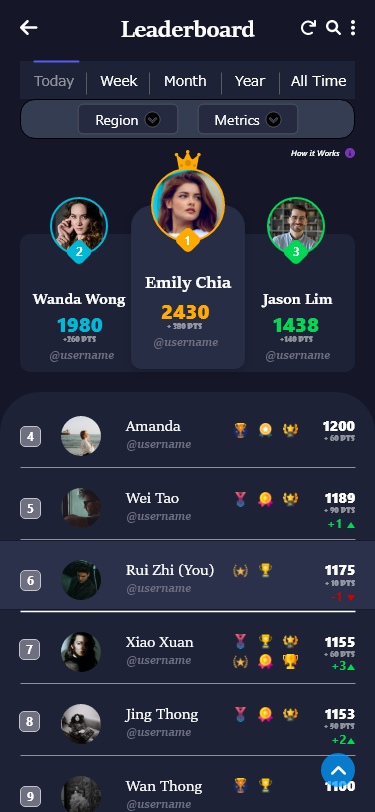 Leaderboard
Today Week Month Year All Time
Region Metrics
How it Works i
1
2 3
Emily Chia
Wanda Wong Jason Lim
2430
1980 1438
+260 PTS +140 PTS
@username
@username @username
Amanda 1200
4 + 60 PTS
@username
Wei Tao 1189
5 + 90 PTS
@username +1
Rui Zhi (You) 1175
6 + 10 PTS
@username -1
Xiao Xuan 1155
7 + 60 PTS
@username +3
Jing Thong 1153
8 + 50 PTS
@username +2
Wan Thong 1100
9
@username